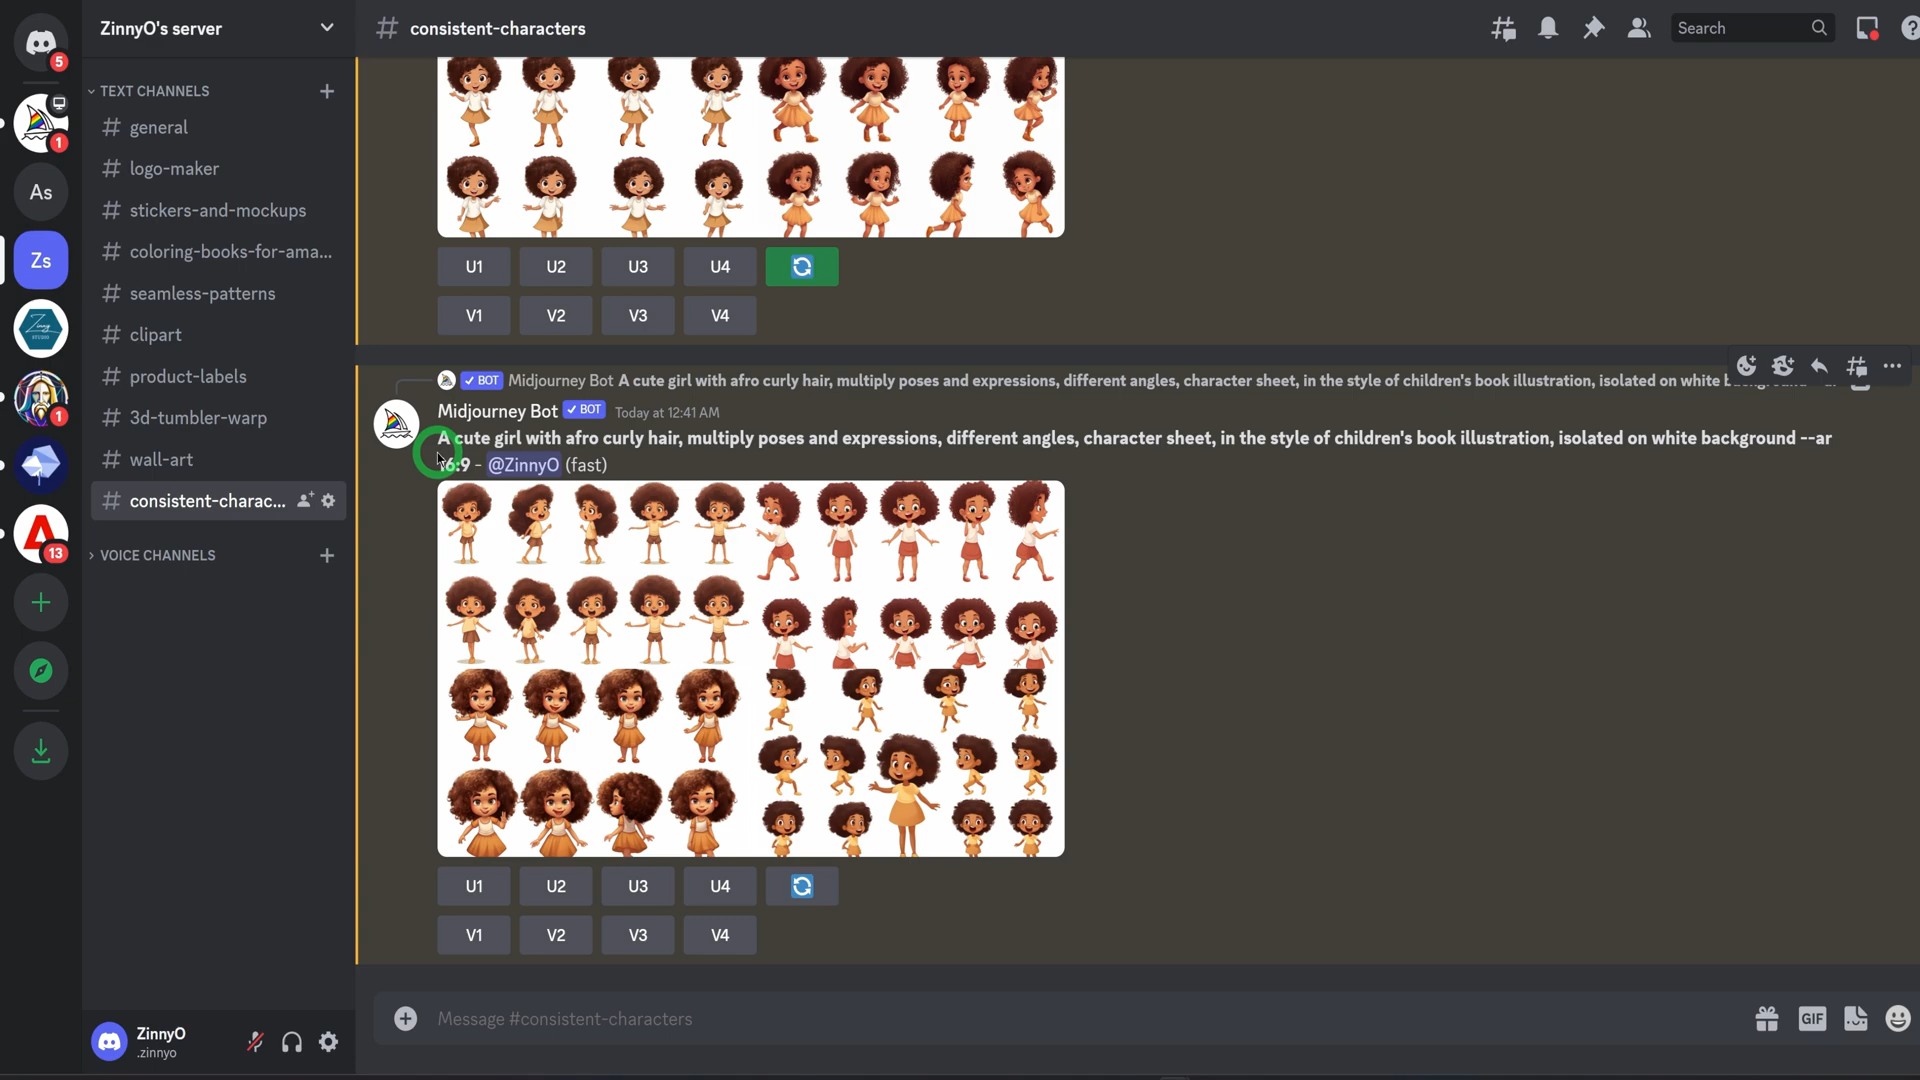 ZinnyO's server
consistent-characters
Search
5
1
As
Zs
Zinny
STUDIO
1
13
TEXT CHANNELS
general
logo-maker
stickers-and-mockups
coloring-books-for-ama...
seamless-patterns
clipart
product-labels
3d-tumbler-warp
wall-art
consistent-charac...
VOICE CHANNELS
U1 U2 U3 U4
V1 V2 V3 V4
BOT Midjourney Bot A cute girl with afro curly hair, multiply poses and expressions, different angles, character sheet, in the style of children's book illustration, isolated on white
Midjourney Bot BOT Today at 12:41 AM
A cute girl with afro curly hair, multiply poses and expressions, different angles, character sheet, in the style of children's book illustration, isolated on white background --ar
16:9 - @ZinnyO (fast)
U1 U2 U3 U4
V1 V2 V3 V4
ZinnyO
.zinnyo
Message #consistent-characters
GIF